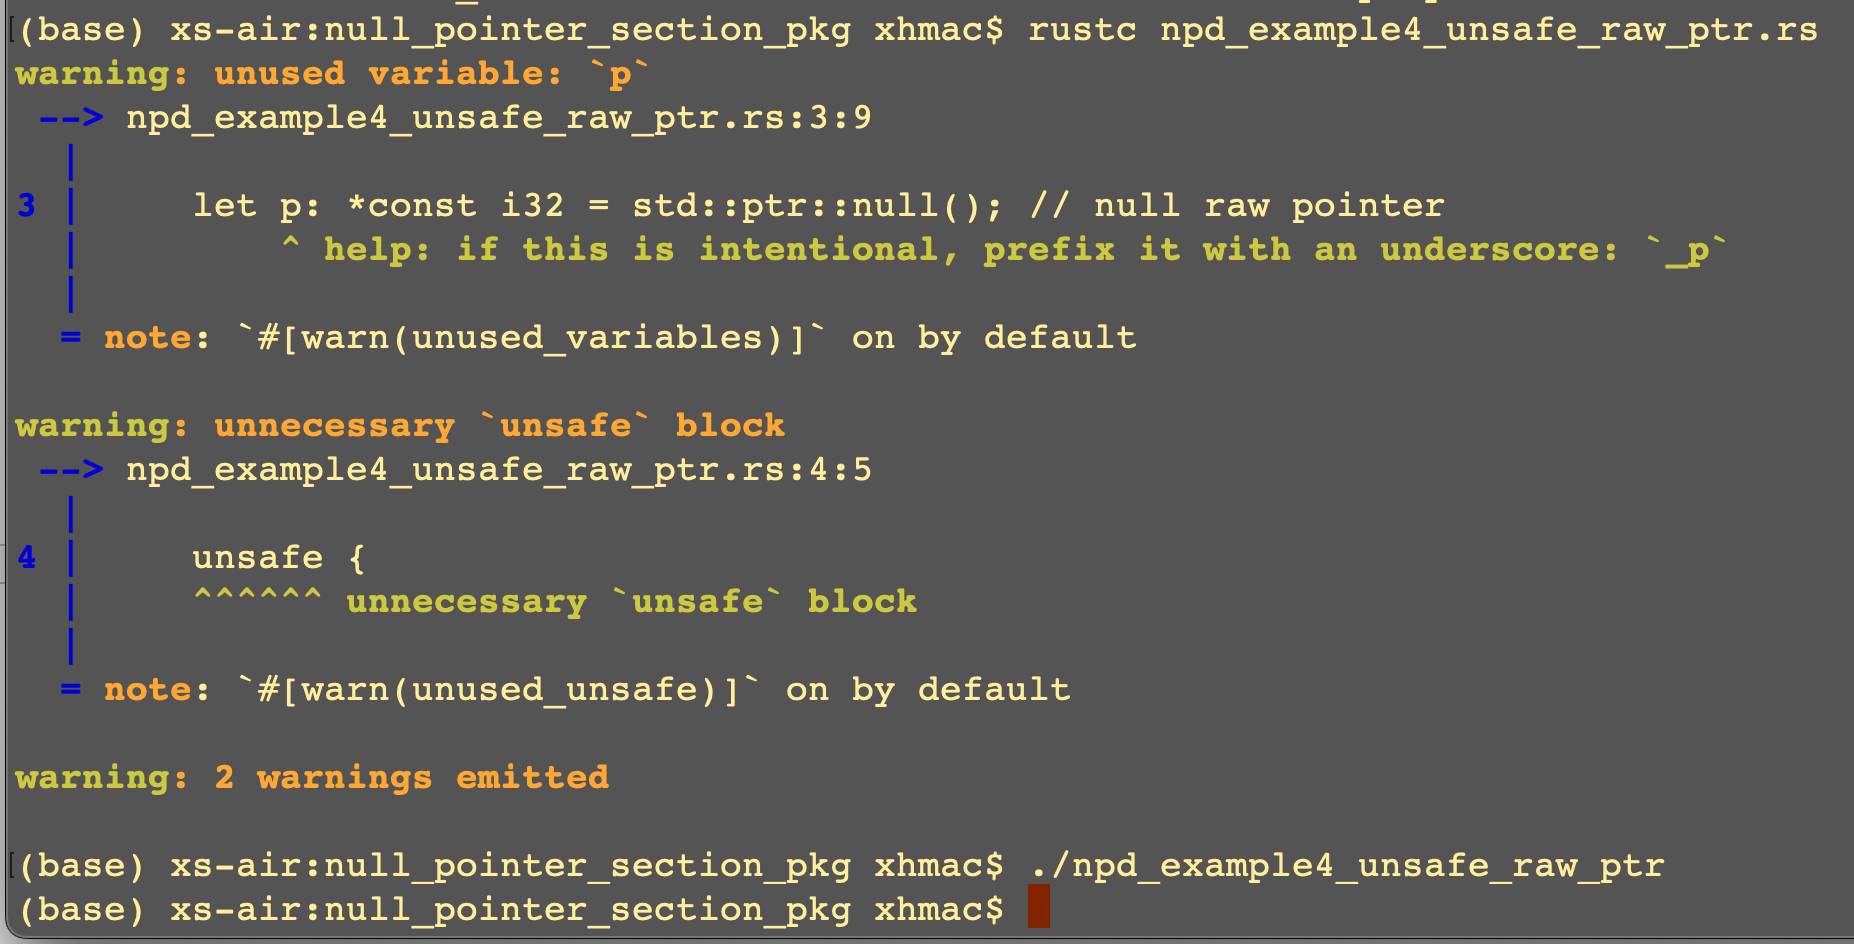 (base) xs-air:null_pointer_section_pkg xhmac$ rustc npd_example4_unsafe_raw_ptr.rs
warning: unused variable: `p`
 --> npd_example4_unsafe_raw_ptr.rs:3:9
  |
3 |     let p: *const i32 = std::ptr::null(); // null raw pointer
  |         ^ help: if this is intentional, prefix it with an underscore: `_p`
  |
  = note: `#[warn(unused_variables)]` on by default

warning: unnecessary `unsafe` block
 --> npd_example4_unsafe_raw_ptr.rs:4:5
  |
4 |     unsafe {
  |     ^^^^^^ unnecessary `unsafe` block
  |
  = note: `#[warn(unused_unsafe)]` on by default

warning: 2 warnings emitted

(base) xs-air:null_pointer_section_pkg xhmac$ ./npd_example4_unsafe_raw_ptr
(base) xs-air:null_pointer_section_pkg xhmac$